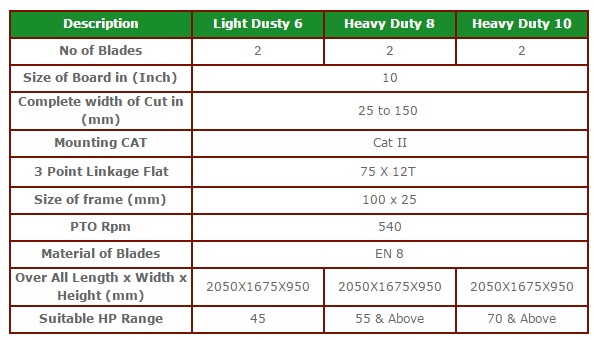 Description Light Dusty 6 Heavy Duty 8 Heavy Duty 10
No of Blades 2 2 2
Size of Board in (Inch) 10
Complete width of Cut in
(mm) 25 to 150
Mounting CAT Cat II
3 Point Linkage Flat 75 X 12T
Size of frame (mm) 100 x 25
PTO Rpm 540
Material of Blades EN 8
Over All Length x Width x
Height (mm) 2050X1675X950 2050X1675X950 2050X1675X950
Suitable HP Range 45 55 & Above 70 & Above